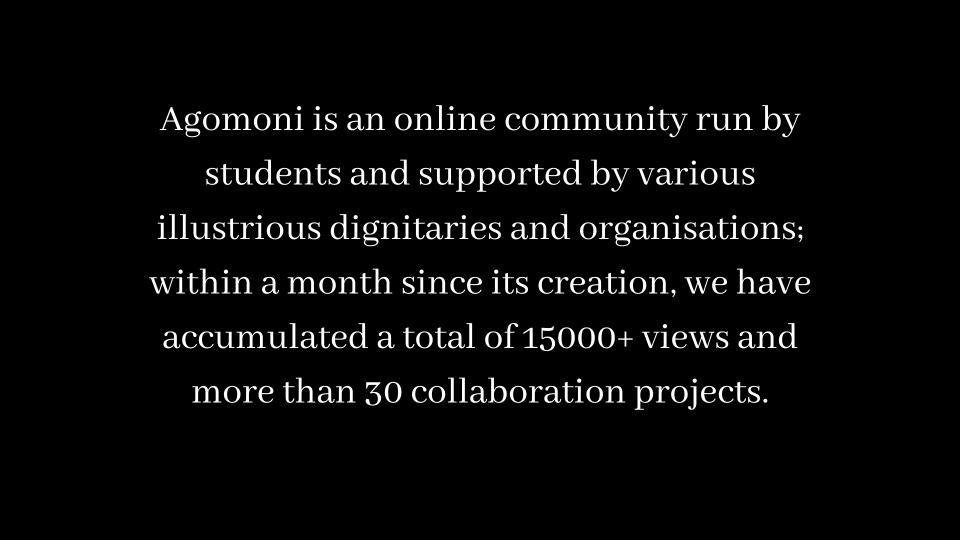 Agomoni is an online community run by
students and supported by various
illustrious dignitaries and organisations;
within a month since its creation, we have
accumulated a total of 15000+ views and
more than 30 collaboration projects.